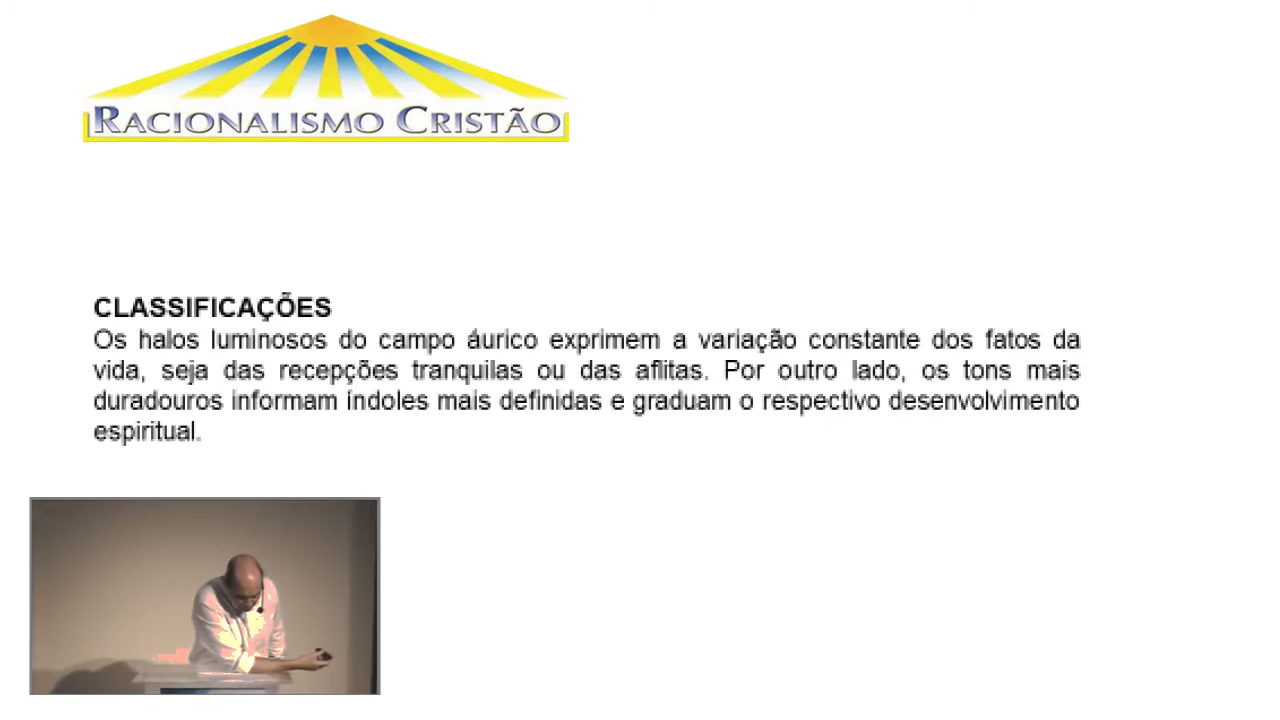 RACIONALISMO CRISTÃO
CLASSIFICAÇÕES
Os halos luminosos do campo áurico exprimem a variação constante dos fatos da
vida, seja das recepções tranquilas ou das aflitas. Por outro lado, os tons mais
duradouros informam índoles mais definidas e graduam o respectivo desenvolvimento
espiritual.